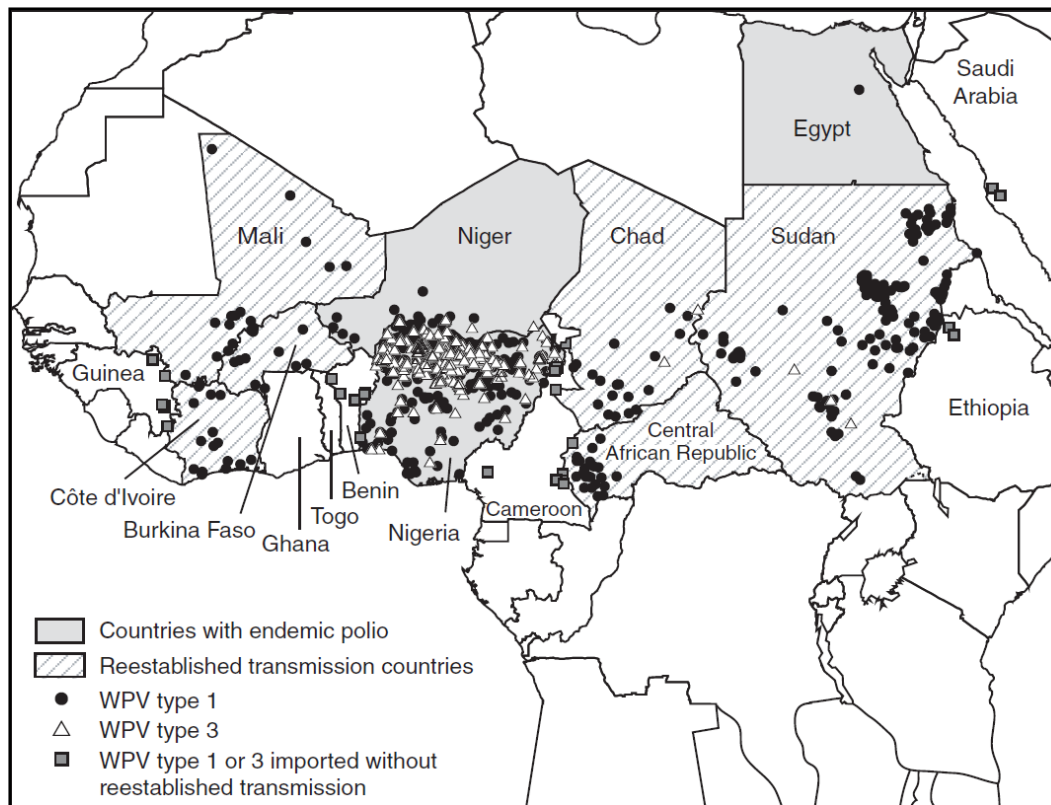 Saudi
Arabia
Egypt
Mali
Niger
Chad
Sudan
Guinea
Ethiopia
Central
African Republic
Côte d'Ivoire
Burkina Faso
Ghana
Togo
Benin
Nigeria
Cameroon
Countries with endemic polio
Reestablished transmission countries
WPV type 1
WPV type 3
WPV type 1 or 3 imported without
reestablished transmission